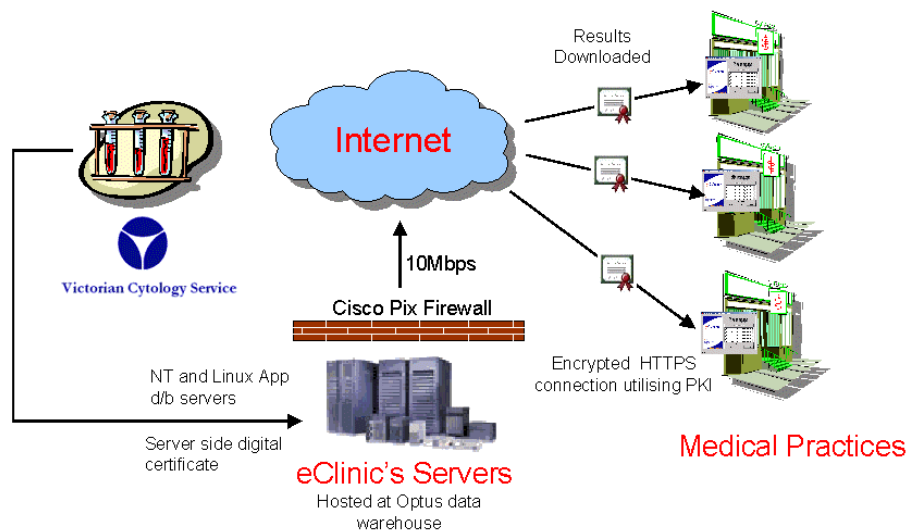 Results
Downloaded
Internet
Victorian Cytology Service
10Mbps
Cisco Pix Firewall
NT and Linux App
d/b servers
Encrypted HTTPS
connection utilising PKI
Server side digital
certificate
eClinic's Servers
Medical Practices
Hosted at Optus data
warehouse